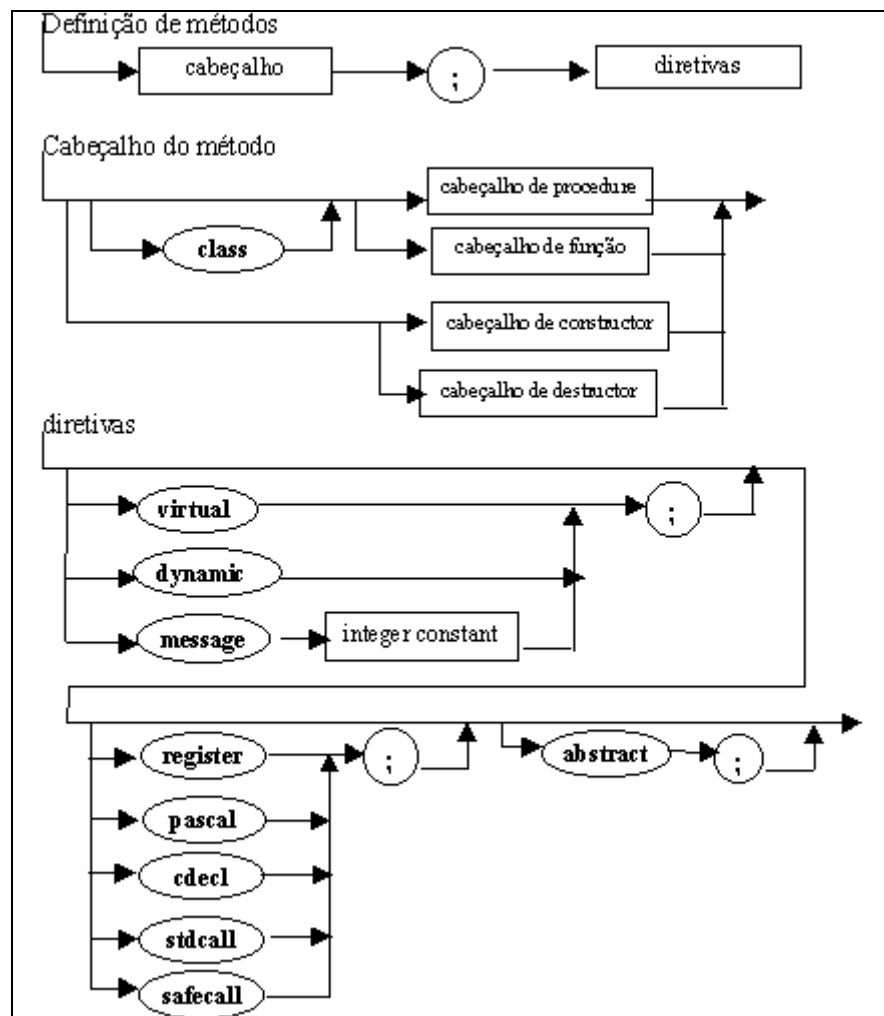 Definição de métodos
cabeçalho
;
diretivas
Cabeçalho do método
cabeçalho de procedure
class
cabeçalho de função
cabeçalho de constructor
cabeçalho de destructor
diretivas
virtual
;
dynamic
message
integer constant
register
;
abstract
;
pascal
cdecl
stdcall
safecall